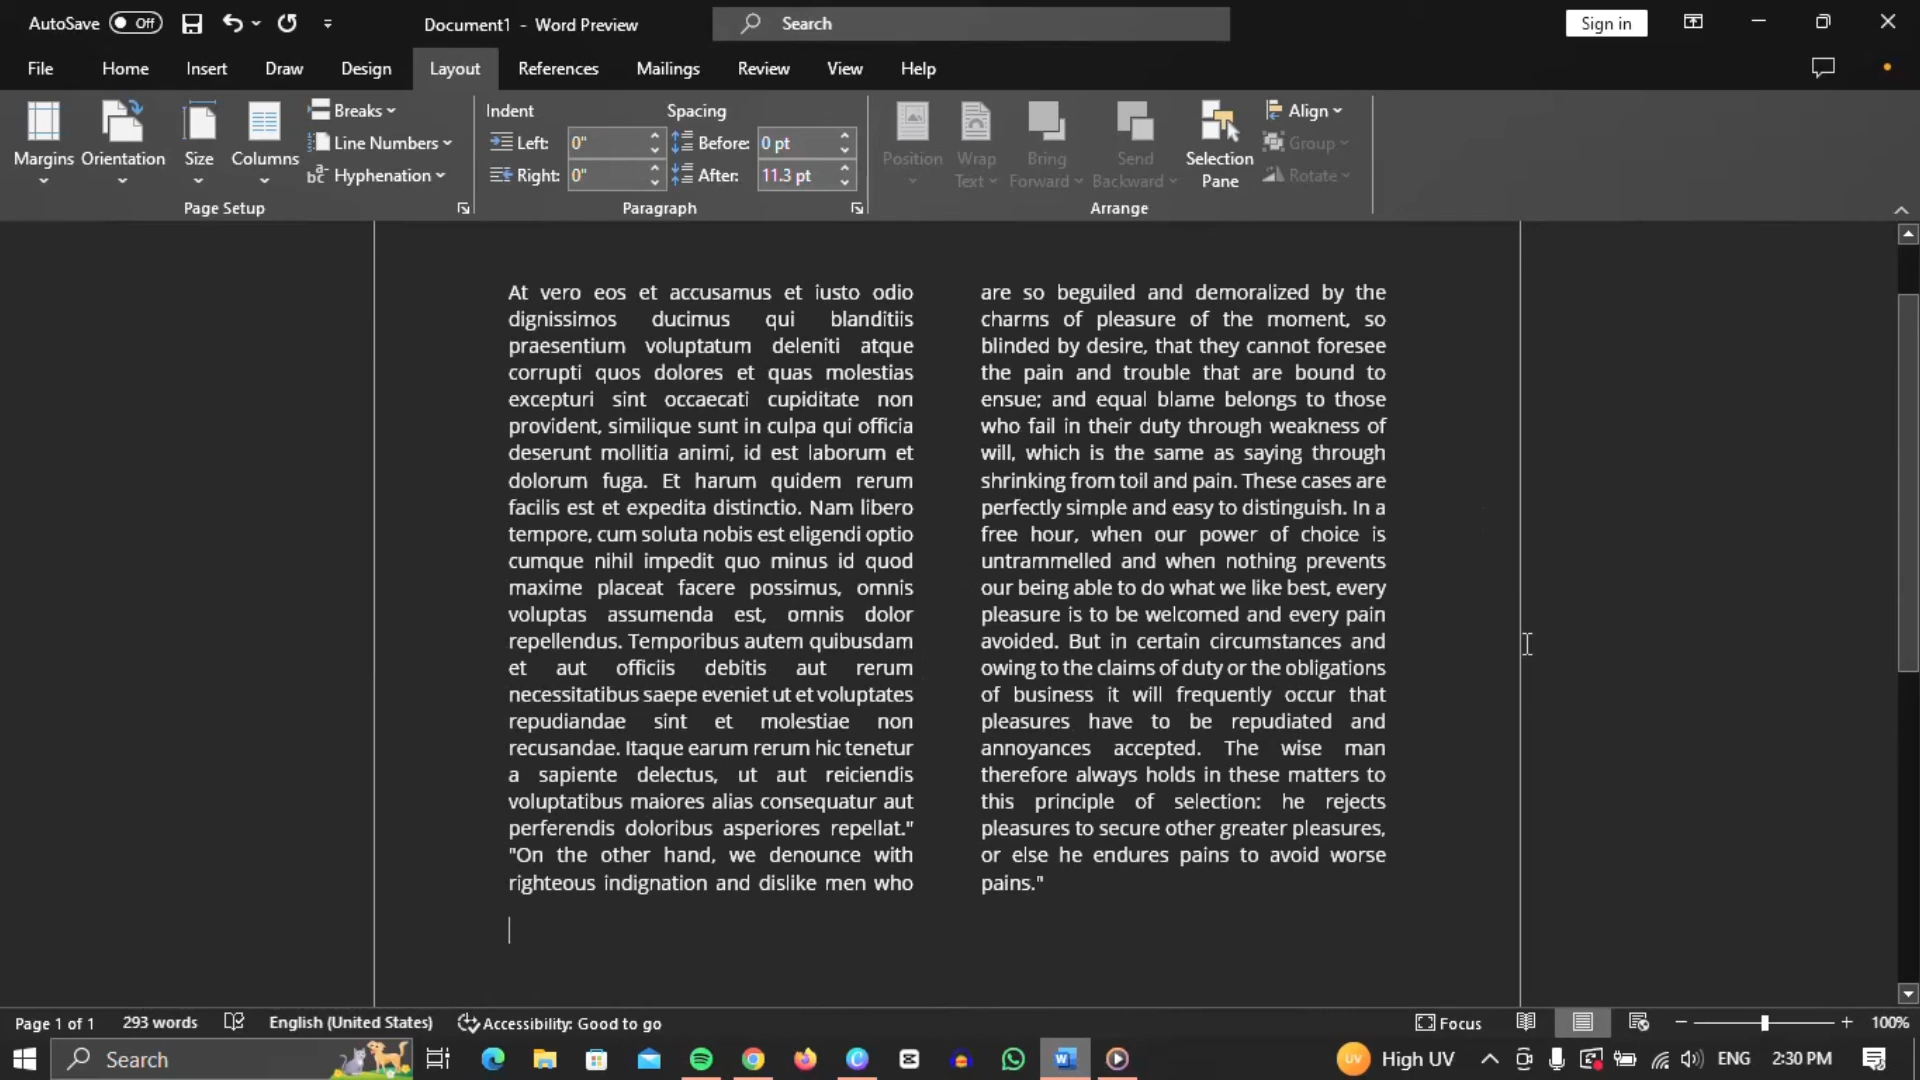 AutoSave Off
Document1 - Word Preview
Search
Sign in
File Home Insert Draw Design Layout References Mailings Review View Help
Margins
Orientation
Size
Columns
Breaks
Line Numbers
Hyphenation
Page Setup
Indent
Left: 0"
Right: 0"
Spacing
Before: 0 pt
After: 11.3 pt
Paragraph
Position
Wrap
Text
Bring
Forward
Send
Backward
Selection
Pane
Align
Group
Rotate
Arrange
At vero eos et accusamus et iusto odio
dignissimos ducimus qui blanditiis
praesentium voluptatum deleniti atque
corrupti quos dolores et quas molestias
excepturi sint occaecati cupiditate non
provident, similique sunt in culpa qui officia
deserunt mollitia animi, id est laborum et
dolorum fuga. Et harum quidem rerum
facilis est et expedita distinctio. Nam libero
tempore, cum soluta nobis est eligendi optio
cumque nihil impedit quo minus id quod
maxime placeat facere possimus, omnis
voluptas assumenda est, omnis dolor
repellendus. Temporibus autem quibusdam
et aut officiis debitis aut rerum
necessitatibus saepe eveniet ut et voluptates
repudiandae sint et molestiae non
recusandae. Itaque earum rerum hic tenetur
a sapiente delectus, ut aut reiciendis
voluptatibus maiores alias consequatur aut
perferendis doloribus asperiores repellat."
"On the other hand, we denounce with
righteous indignation and dislike men who
are so beguiled and demoralized by the
charms of pleasure of the moment, so
blinded by desire, that they cannot foresee
the pain and trouble that are bound to
ensue; and equal blame belongs to those
who fail in their duty through weakness of
will, which is the same as saying through
shrinking from toil and pain. These cases are
perfectly simple and easy to distinguish. In a
free hour, when our power of choice is
untrammelled and when nothing prevents
our being able to do what we like best, every
pleasure is to be welcomed and every pain
avoided. But in certain circumstances and
owing to the claims of duty or the obligations
of business it will frequently occur that
pleasures have to be repudiated and
annoyances accepted. The wise man
therefore always holds in these matters to
this principle of selection: he rejects
pleasures to secure other greater pleasures,
or else he endures pains to avoid worse
pains."
Page 1 of 1 293 words English (United States) Accessibility: Good to go Focus 100%
Search UV High UV ENG 2:30 PM